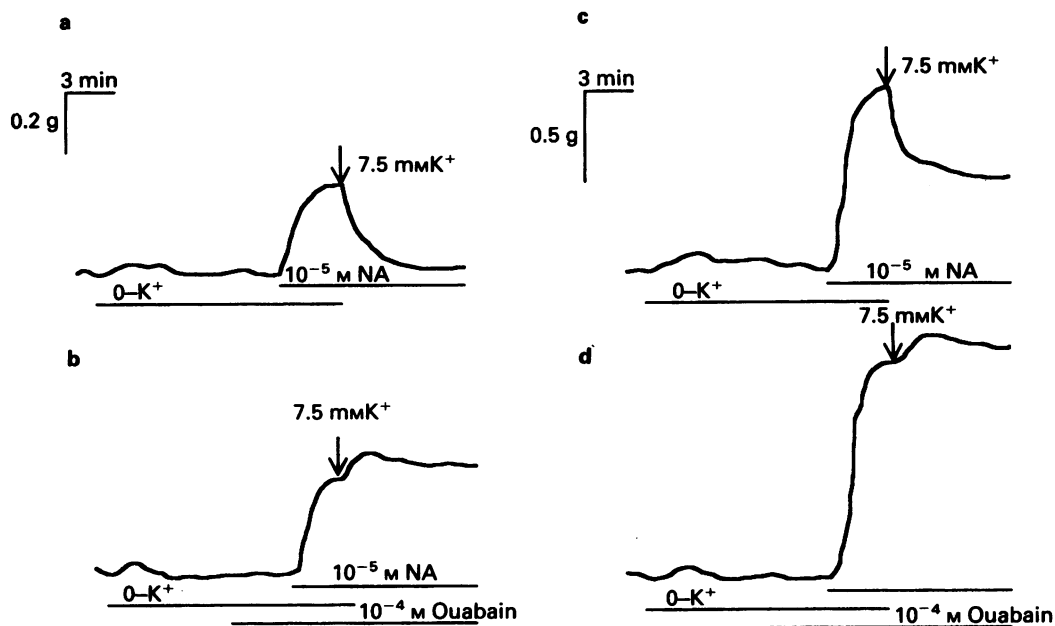 a
3 min
0.2 g
7.5 mMK⁺
10⁻⁵ M NA
0–K⁺
b
7.5 mMK⁺
10⁻⁵ M NA
0–K⁺
10⁻⁴ M Ouabain
c
3 min
0.5 g
7.5 mMK⁺
10⁻⁵ M NA
0–K⁺
d
7.5 mMK⁺
0–K⁺
10⁻⁴ M Ouabain